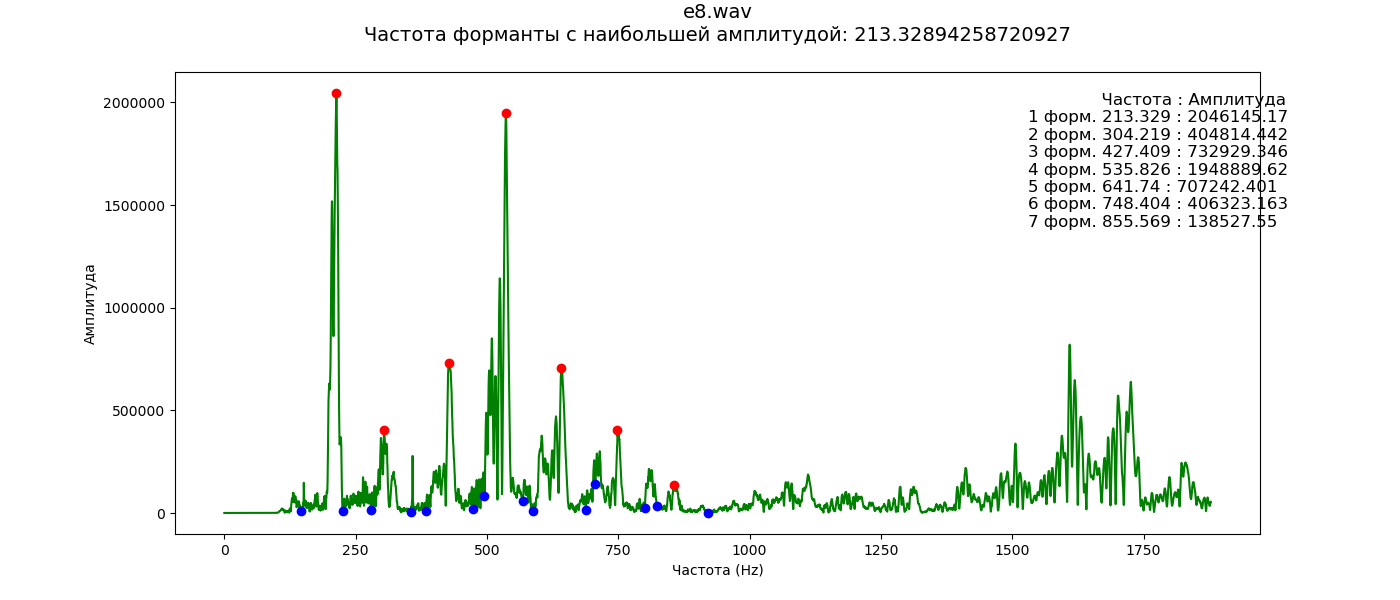 e8.wav
Частота форманты с наибольшей амплитудой: 213.32894258720927
Частота : Амплитуда
1 форм. 213.329 : 2046145.17
2 форм. 304.219 : 404814.442
3 форм. 427.409 : 732929.346
4 форм. 535.826 : 1948889.62
5 форм. 641.74 : 707242.401
6 форм. 748.404 : 406323.163
7 форм. 855.569 : 138527.55
2000000
1500000
1000000
500000
0
Амплитуда
0 250 500 750 1000 1250 1500 1750
Частота (Hz)